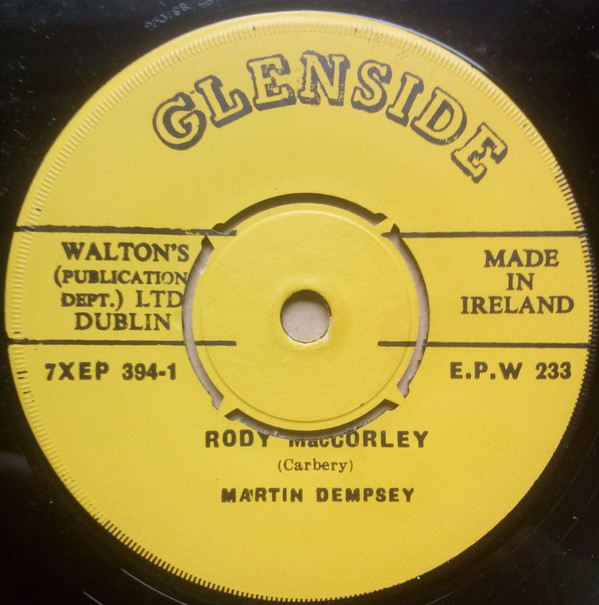 GLENSIDE
WALTON'S
(PUBLICATION
DEPT.) LTD
DUBLIN
MADE
IN
IRELAND
7XEP 394-1
E.P.W 233
RODY MacCORLEY
(Carbery)
MARTIN DEMPSEY